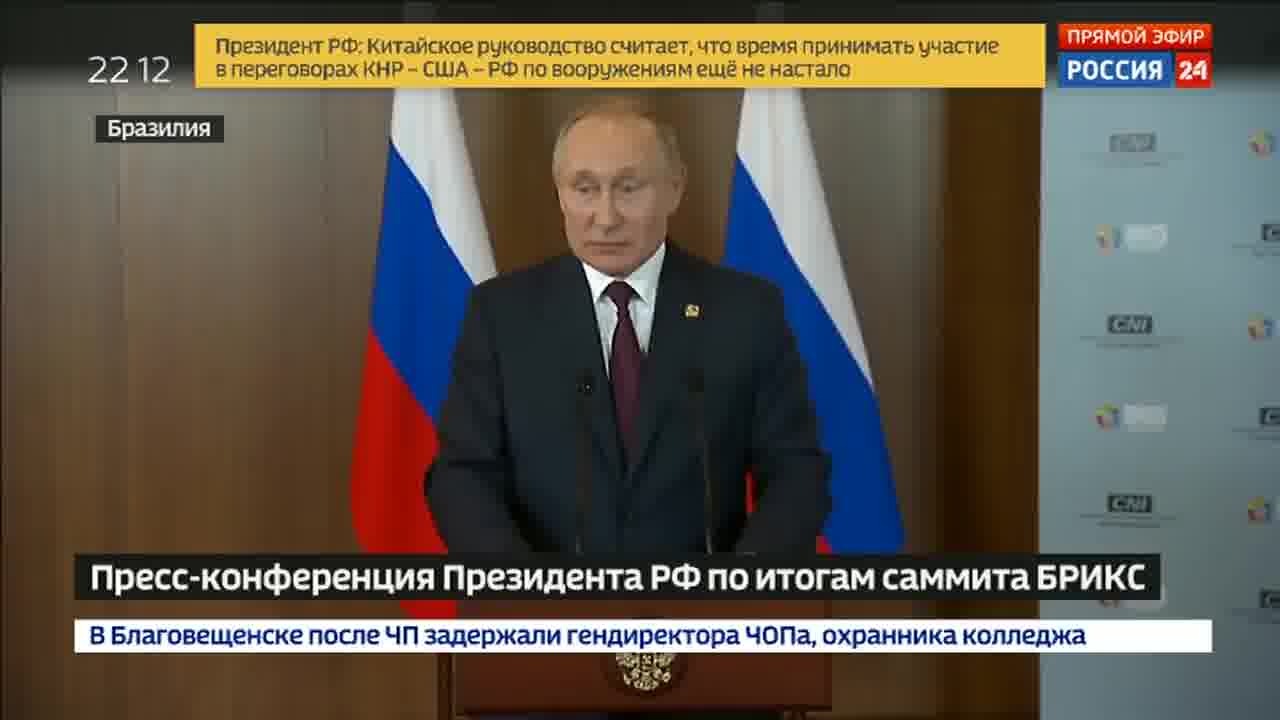 22 12
Президент РФ: Китайское руководство считает, что время принимать участие
в переговорах КНР – США – РФ по вооружениям ещё не настало
ПРЯМОЙ ЭФИР
РОССИЯ 24
Бразилия
CNI
CNI
CNI
Пресс-конференция Президента РФ по итогам саммита БРИКС
В Благовещенске после ЧП задержали гендиректора ЧОПа, охранника колледжа